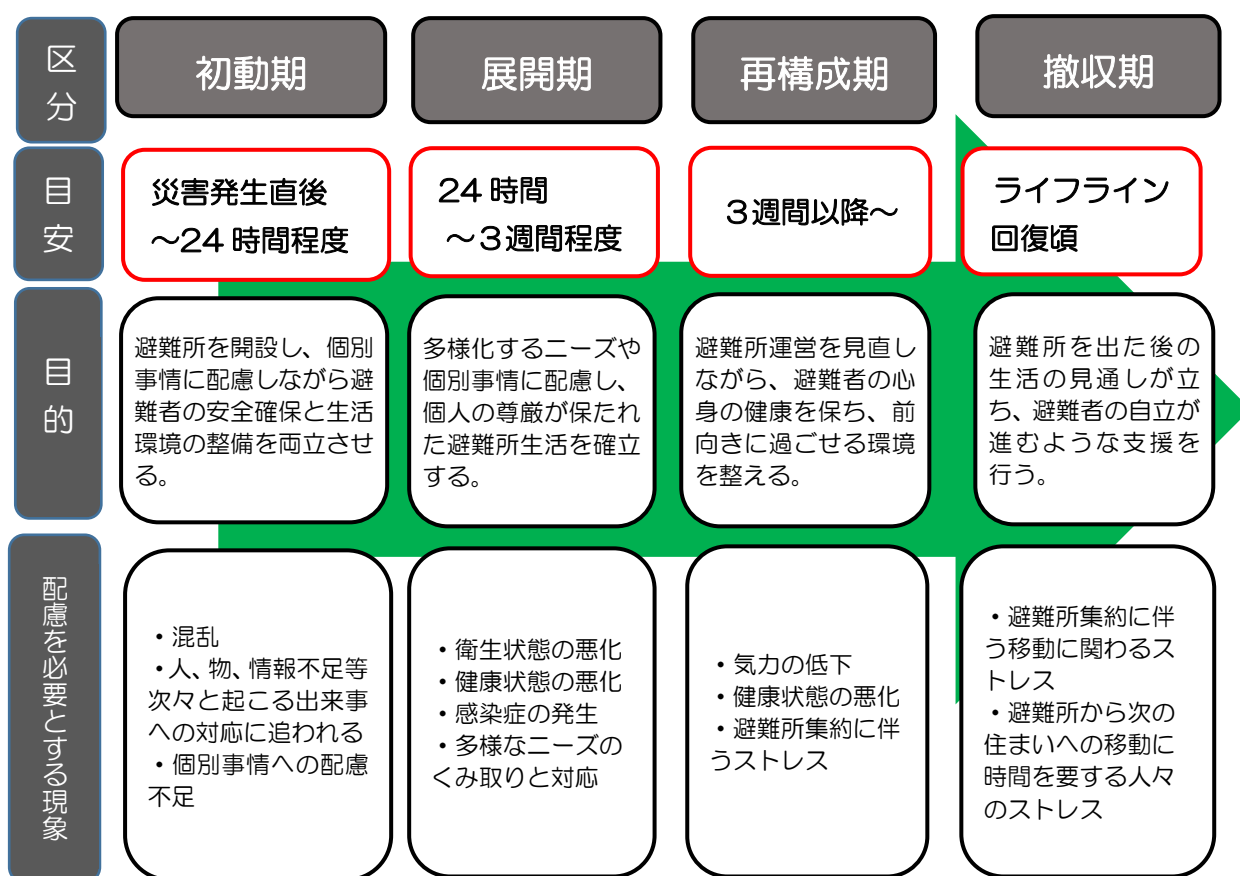 区分
初動期
展開期
再構成期
撤収期
目安
災害発生直後
～24時間程度
24時間
～３週間程度
３週間以降～
ライフライン
回復頃
目的
避難所を開設し、個別
事情に配慮しながら避
難者の安全確保と生活
環境の整備を両立させ
る。
多様化するニーズや
個別事情に配慮し、
個人の尊厳が保たれ
た避難所生活を確立
する。
避難所運営を見直し
ながら、避難者の心
身の健康を保ち、前
向きに過ごせる環境
を整える。
避難所を出た後の
生活の見通しが立
ち、避難者の自立が
進むような支援を
行う。
配慮を必要とする現象
・混乱
・人、物、情報不足等
次々と起こる出来事
への対応に追われる
・個別事情への配慮
不足
・衛生状態の悪化
・健康状態の悪化
・感染症の発生
・多様なニーズの
くみ取りと対応
・気力の低下
・健康状態の悪化
・避難所集約に伴
うストレス
・避難所集約に伴
う移動に関わるス
トレス
・避難所から次の
住まいへの移動に
時間を要する人々
のストレス